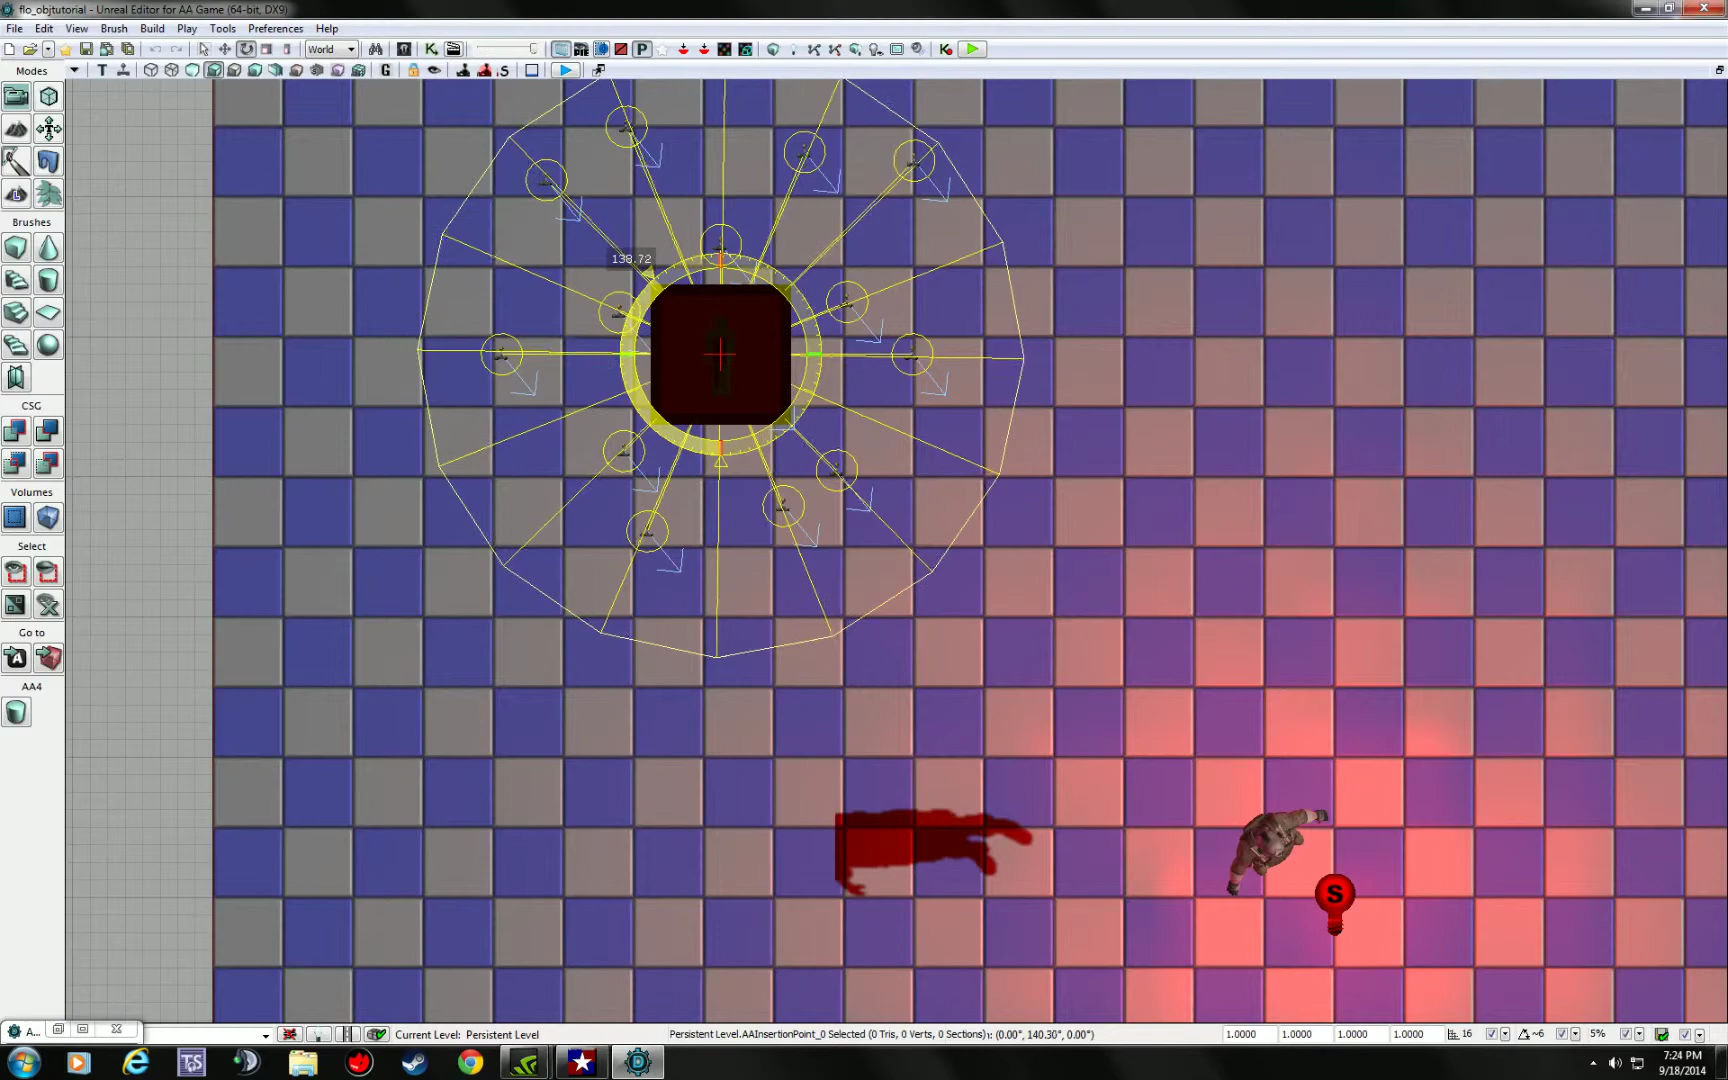 flo_objtutorial - Unreal Editor for AA Game (64-bit, DX9)
File Edit View Brush Build Play Tools Preferences Help
World
P
Modes
T G S
138.72
Brushes
CSG
Volumes
Select
Go to
A
AA4
S
A...
Current Level: Persistent Level
Persistent Level.AAInsertionPoint_0 Selected (0 Tris, 0 Verts, 0 Sections)
(0.00°, 140.30°, 0.00°)
1.0000 1.0000 1.0000 1.0000 16 ~6 5%
TS
7:24 PM
9/18/2014